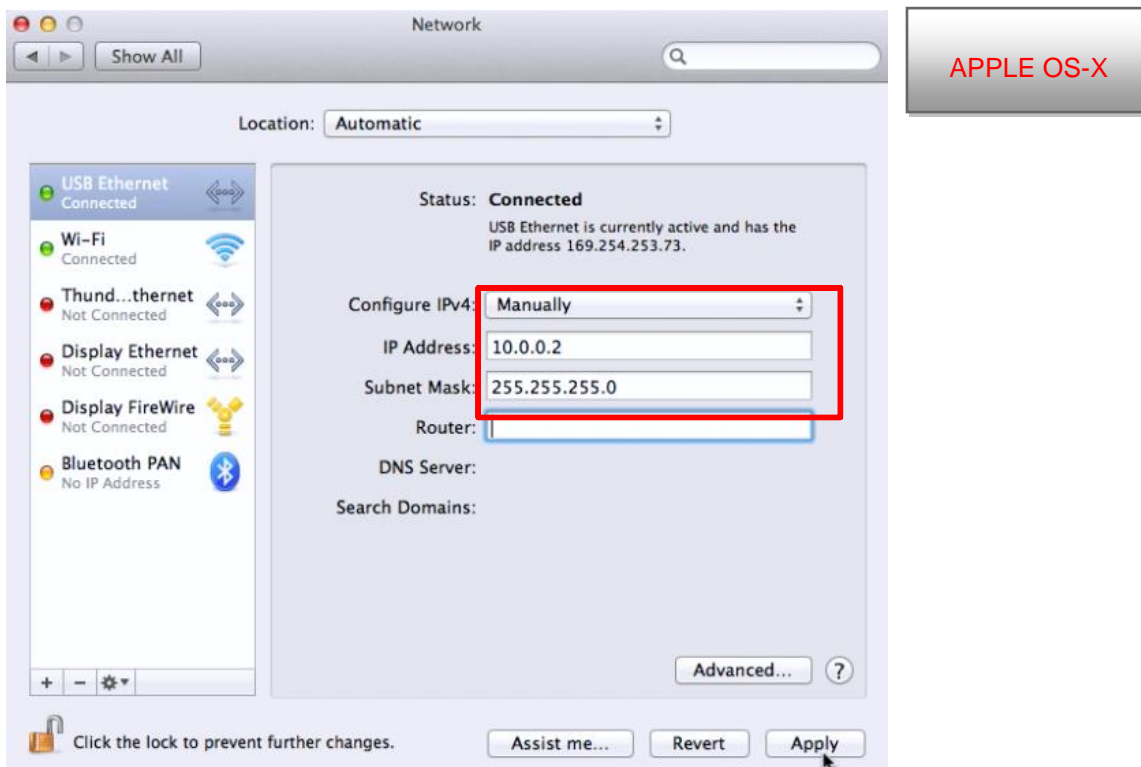 Network
Show All
APPLE OS-X
Location: Automatic
USB Ethernet
Connected
Wi-Fi
Connected
Thund...thernet
Not Connected
Display Ethernet
Not Connected
Display FireWire
Not Connected
Bluetooth PAN
No IP Address
Status: Connected
USB Ethernet is currently active and has the
IP address 169.254.253.73.
Configure IPv4: Manually
IP Address: 10.0.0.2
Subnet Mask: 255.255.255.0
Router:
DNS Server:
Search Domains:
Advanced... ?
+ −
Click the lock to prevent further changes.
Assist me... Revert Apply